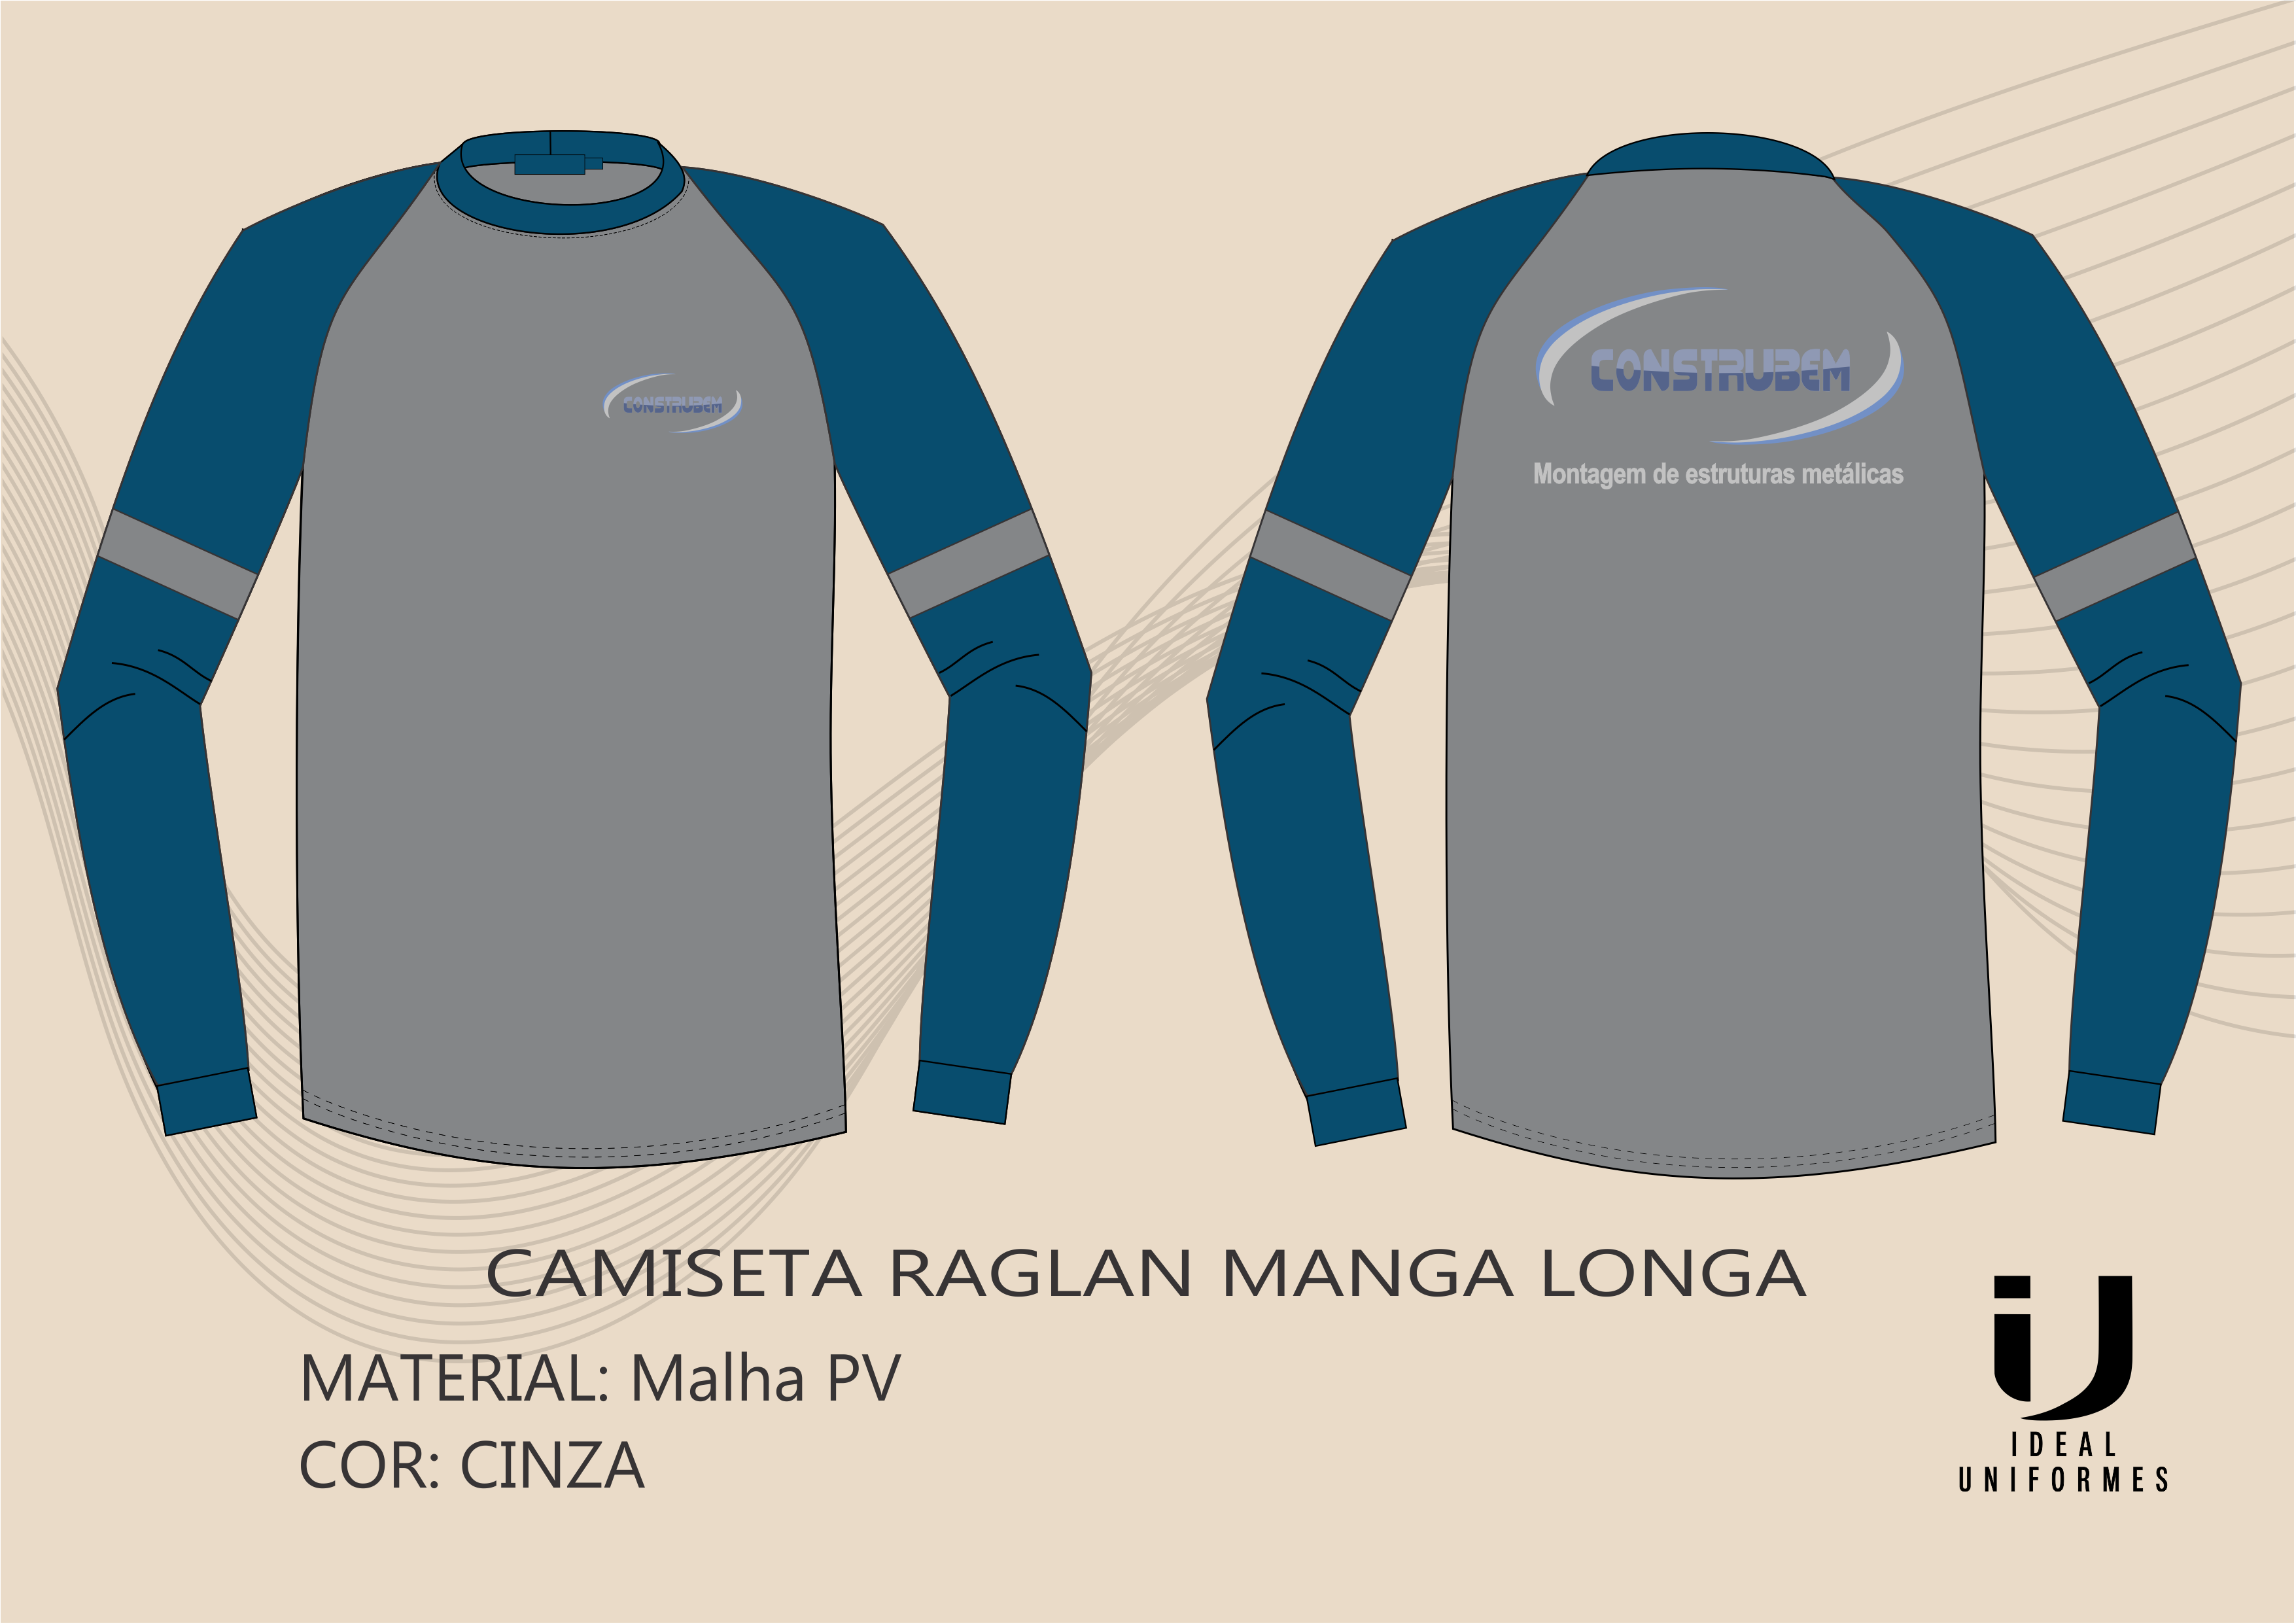 CONSTRUBEM
CONSTRUBEM
Montagem de estruturas metálicas
CAMISETA RAGLAN MANGA LONGA
MATERIAL: Malha PV
COR: CINZA
IDEAL
UNIFORMES